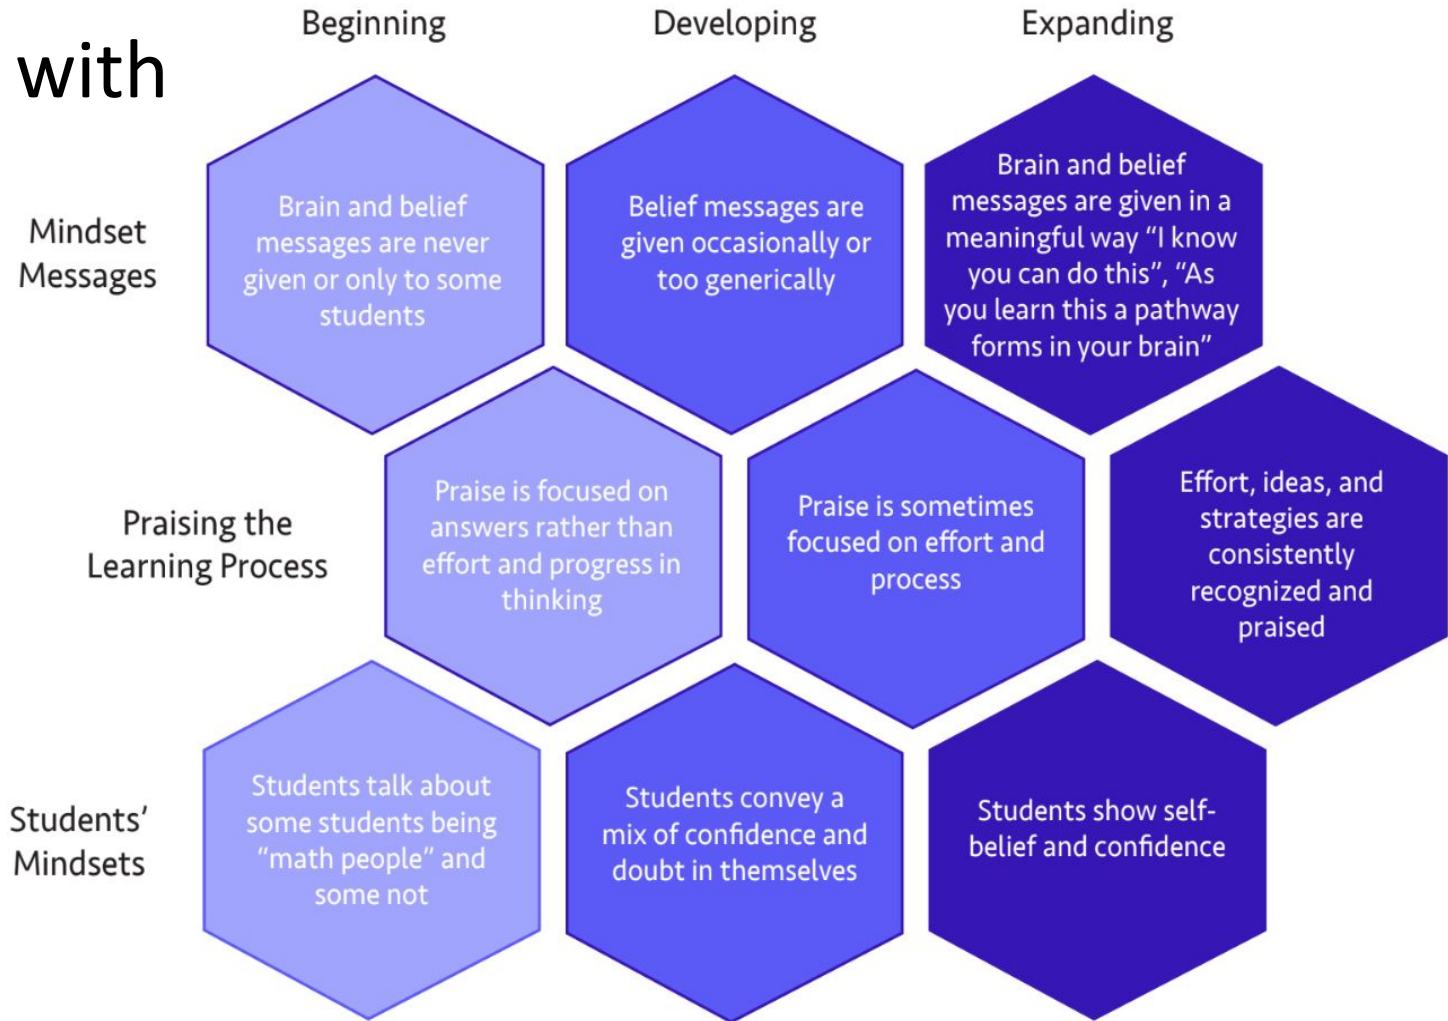 Beginning
Developing
Expanding
with
Mindset
Messages
Brain and belief
messages are never
given or only to some
students
Belief messages are
given occasionally or
too generically
Brain and belief
messages are given in a
meaningful way “I know
you can do this”, “As
you learn this a pathway
forms in your brain”
Praising the
Learning Process
Praise is focused on
answers rather than
effort and progress in
thinking
Praise is sometimes
focused on effort and
process
Effort, ideas, and
strategies are
consistently
recognized and
praised
Students’
Mindsets
Students talk about
some students being
“math people” and
some not
Students convey a
mix of confidence and
doubt in themselves
Students show self-
belief and confidence